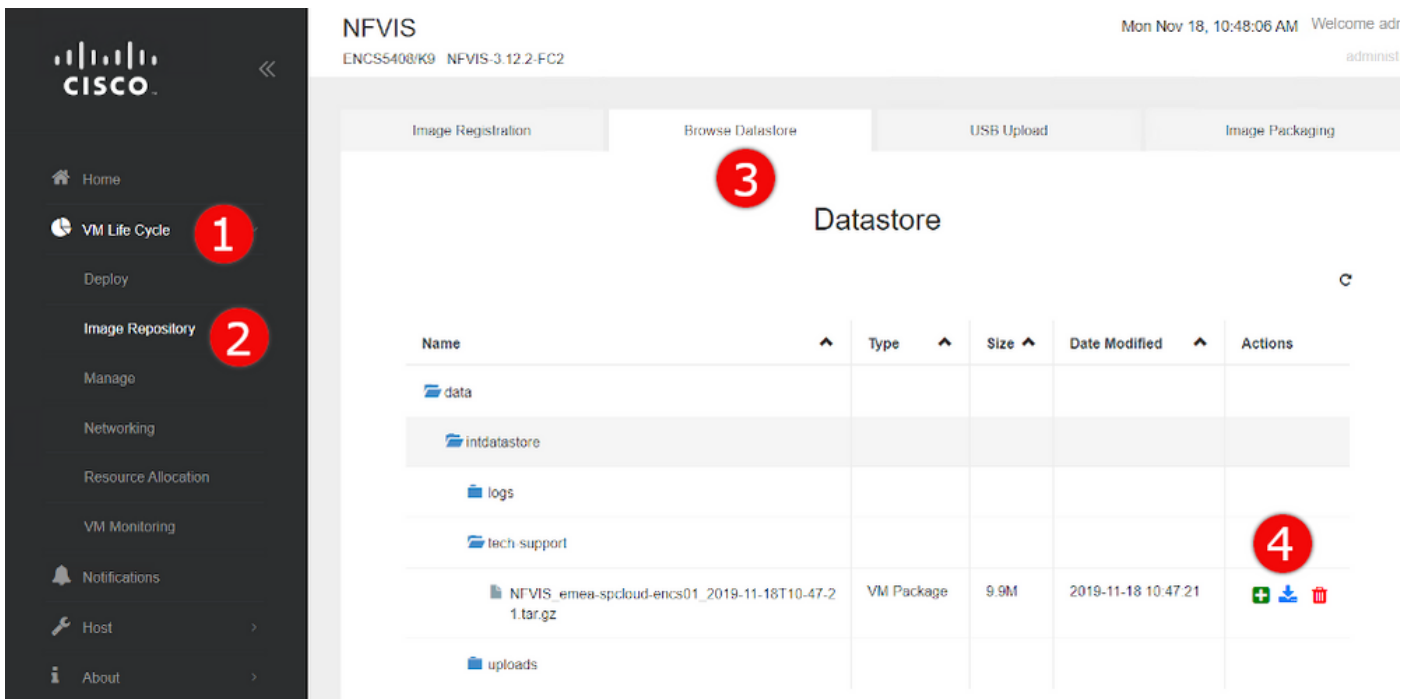 CISCO
NFVIS
ENCS5408/K9 NFVIS-3.12.2-FC2
Mon Nov 18, 10:48:06 AM Welcome adr
administ
Home
VM Life Cycle
1
Deploy
Image Repository
2
Manage
Networking
Resource Allocation
VM Monitoring
Notifications
Host
About
Image Registration
Browse Datastore
USB Upload
Image Packaging
3
Datastore
Name
Type
Size
Date Modified
Actions
data
intdatastore
logs
tech-support
4
NFVIS_emea-spcloud-encs01_2019-11-18T10-47-2
1.tar.gz
VM Package
9.9M
2019-11-18 10:47:21
uploads